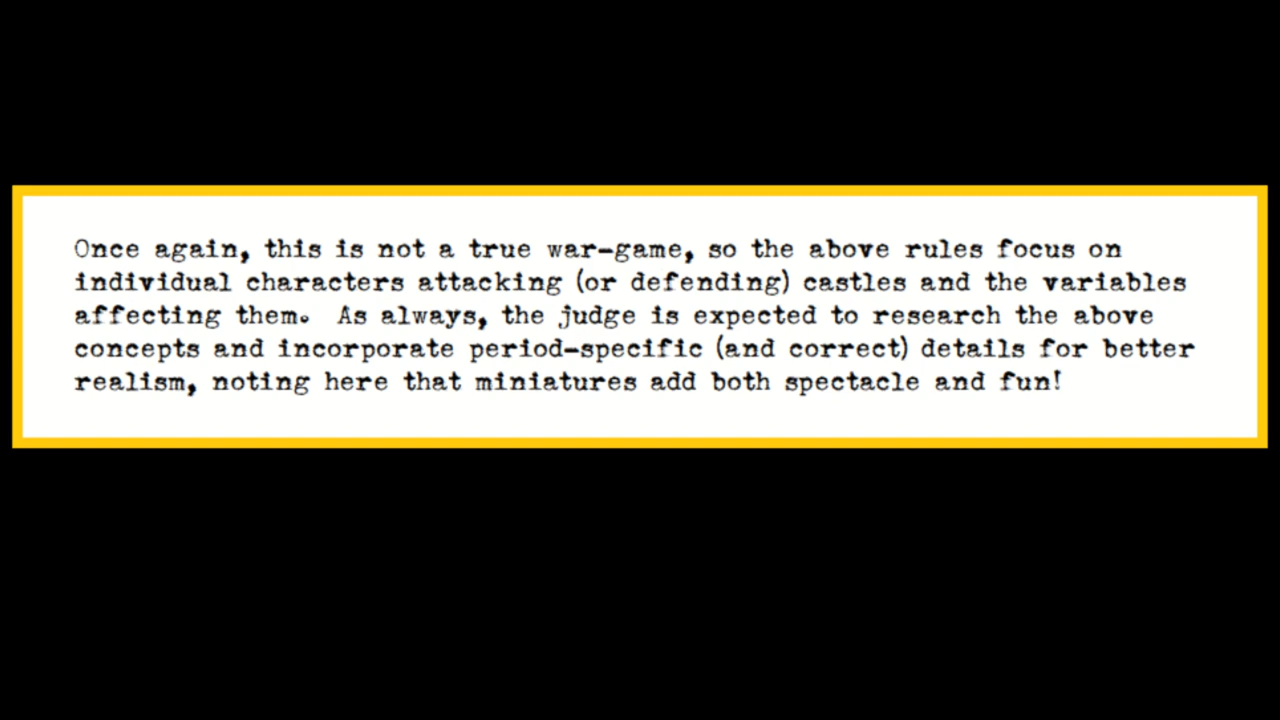 Once again, this is not a true war-game, so the above rules focus on
individual characters attacking (or defending) castles and the variables
affecting them.  As always, the judge is expected to research the above
concepts and incorporate period-specific (and correct) details for better
realism, noting here that miniatures add both spectacle and fun!